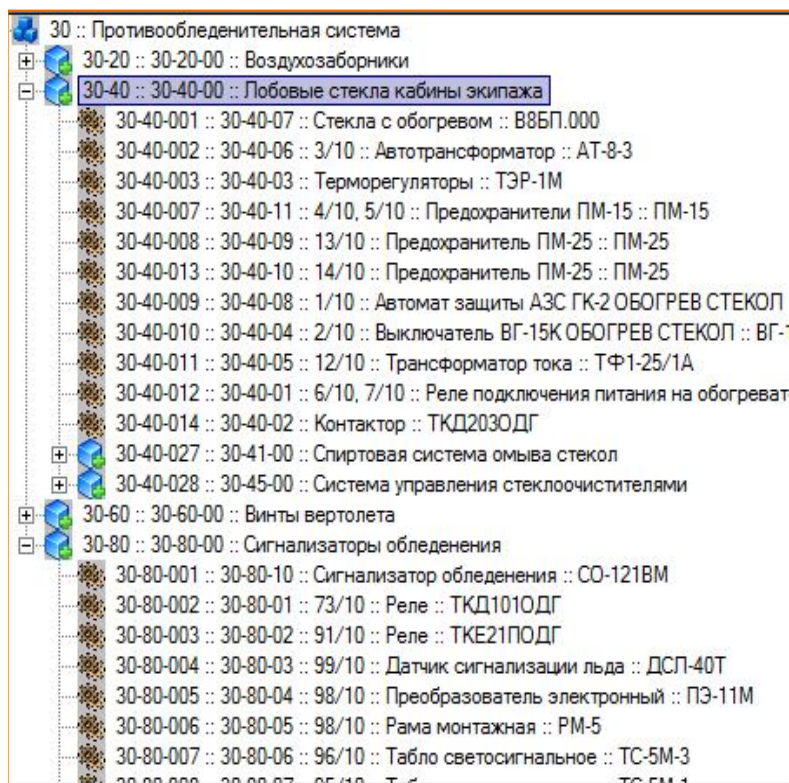 30 :: Противообледенительная система
30-20 :: 30-20-00 :: Воздухозаборники
30-40 :: 30-40-00 :: Лобовые стекла кабины экипажа
30-40-001 :: 30-40-07 :: Стекла с обогревом :: В8БП.000
30-40-002 :: 30-40-06 :: 3/10 :: Автотрансформатор :: АТ-8-3
30-40-003 :: 30-40-03 :: Терморегуляторы :: ТЭР-1М
30-40-007 :: 30-40-11 :: 4/10, 5/10 :: Предохранители ПМ-15 :: ПМ-15
30-40-008 :: 30-40-09 :: 13/10 :: Предохранитель ПМ-25 :: ПМ-25
30-40-013 :: 30-40-10 :: 14/10 :: Предохранитель ПМ-25 :: ПМ-25
30-40-009 :: 30-40-08 :: 1/10 :: Автомат защиты АЗС ГК-2 ОБОГРЕВ СТЕКОЛ
30-40-010 :: 30-40-04 :: 2/10 :: Выключатель ВГ-15К ОБОГРЕВ СТЕКОЛ :: ВГ-1
30-40-011 :: 30-40-05 :: 12/10 :: Трансформатор тока :: ТФ1-25/1А
30-40-012 :: 30-40-01 :: 6/10, 7/10 :: Реле подключения питания на обогреват
30-40-014 :: 30-40-02 :: Контактор :: ТКД203ОДГ
30-40-027 :: 30-41-00 :: Спиртовая система омыва стекол
30-40-028 :: 30-45-00 :: Система управления стеклоочистителями
30-60 :: 30-60-00 :: Винты вертолета
30-80 :: 30-80-00 :: Сигнализаторы обледенения
30-80-001 :: 30-80-10 :: Сигнализатор обледенения :: СО-121ВМ
30-80-002 :: 30-80-01 :: 73/10 :: Реле :: ТКД101ОДГ
30-80-003 :: 30-80-02 :: 91/10 :: Реле :: ТКЕ21ПОДГ
30-80-004 :: 30-80-03 :: 99/10 :: Датчик сигнализации льда :: ДСЛ-40Т
30-80-005 :: 30-80-04 :: 98/10 :: Преобразователь электронный :: ПЭ-11М
30-80-006 :: 30-80-05 :: 98/10 :: Рама монтажная :: РМ-5
30-80-007 :: 30-80-06 :: 96/10 :: Табло светосигнальное :: ТС-5М-3